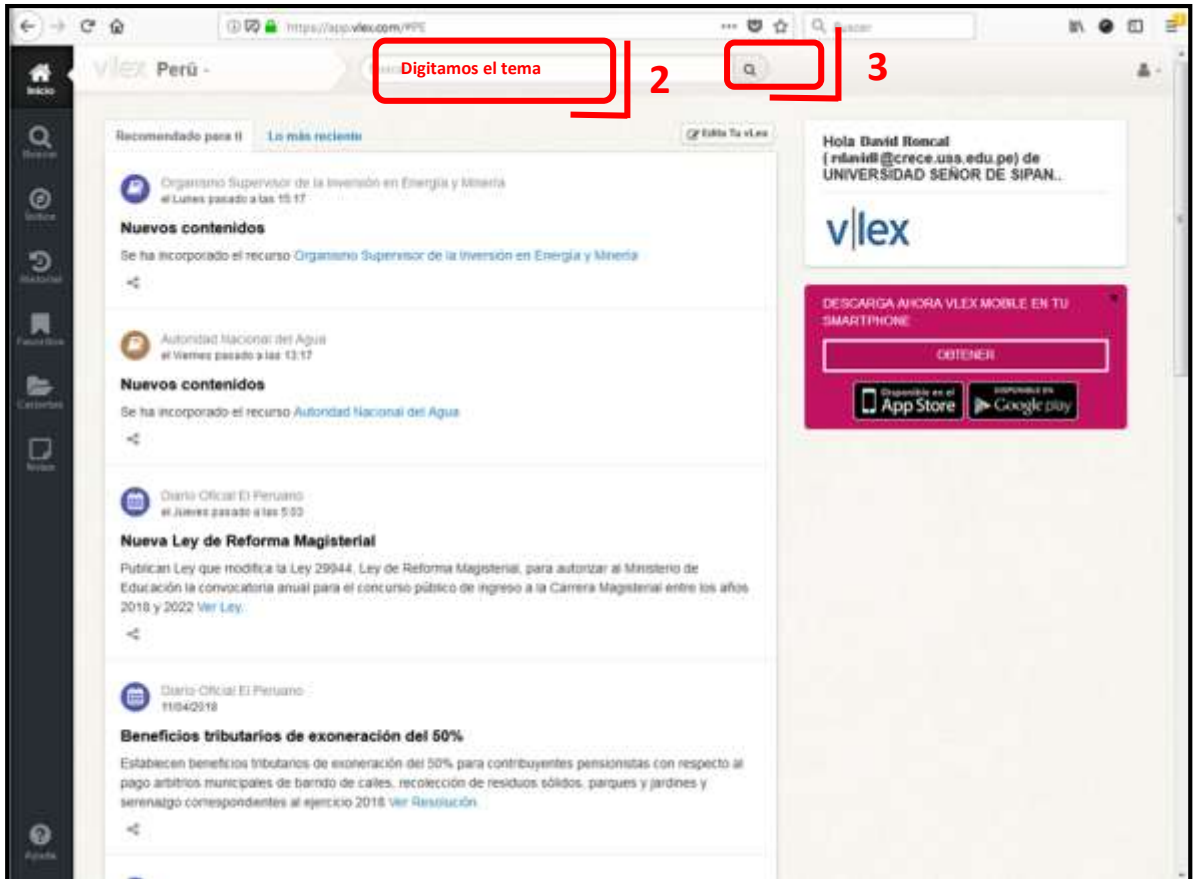 https://app.vlex.com/#PE
Buscar
vlex Perú
Digitamos el tema
2
3
Inicio
Buscar
Índice
Historial
Favoritos
Carpetas
Notas
Ayuda
Recomendado para ti
Lo más reciente
Edita Tu vLex
Organismo Supervisor de la Inversión en Energía y Minería
el Lunes pasado a las 15:17
Nuevos contenidos
Se ha incorporado el recurso Organismo Supervisor de la Inversión en Energía y Minería
Autoridad Nacional del Agua
el Viernes pasado a las 13:17
Nuevos contenidos
Se ha incorporado el recurso Autoridad Nacional del Agua
Diario Oficial El Peruano
el Jueves pasado a las 5:03
Nueva Ley de Reforma Magisterial
Publican Ley que modifica la Ley 29944, Ley de Reforma Magisterial, para autorizar al Ministerio de
Educación la convocatoria anual para el concurso público de ingreso a la Carrera Magisterial entre los años
2018 y 2022 Ver Ley.
Diario Oficial El Peruano
11/04/2018
Beneficios tributarios de exoneración del 50%
Establecen beneficios tributarios de exoneración del 50% para contribuyentes pensionistas con respecto al
pago arbitrios municipales de barrido de calles, recolección de residuos sólidos, parques y jardines y
serenazgo correspondientes al ejercicio 2018 Ver Resolución.
Hola David Roncal
@crece.uss.edu.pe) de
UNIVERSIDAD SEÑOR DE SIPAN..
v|lex
DESCARGA AHORA VLEX MOBILE EN TU
SMARTPHONE
OBTENER
Disponible en el
App Store
DISPONIBLE EN
Google play